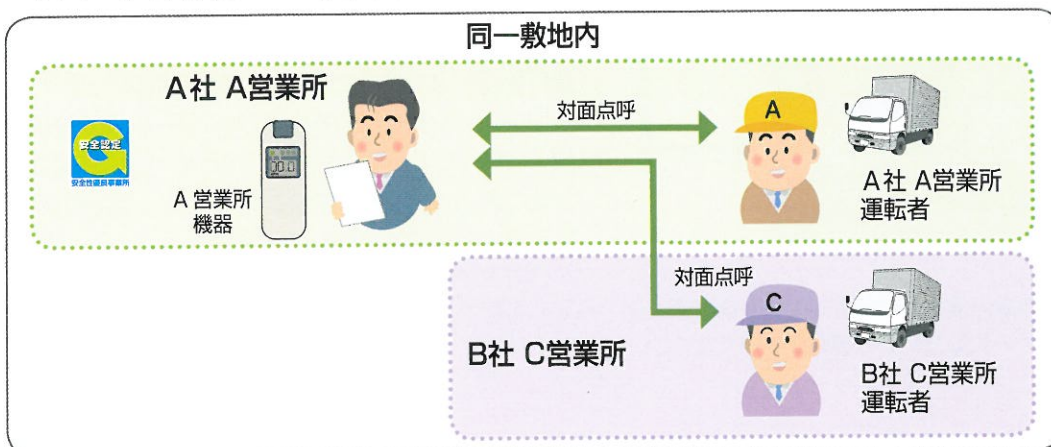 同一敷地内
A社 A営業所
対面点呼
A
安全認定
安全性優良事業所
A営業所
機器
A社 A営業所
運転者
対面点呼
C
B社 C営業所
B社 C営業所
運転者